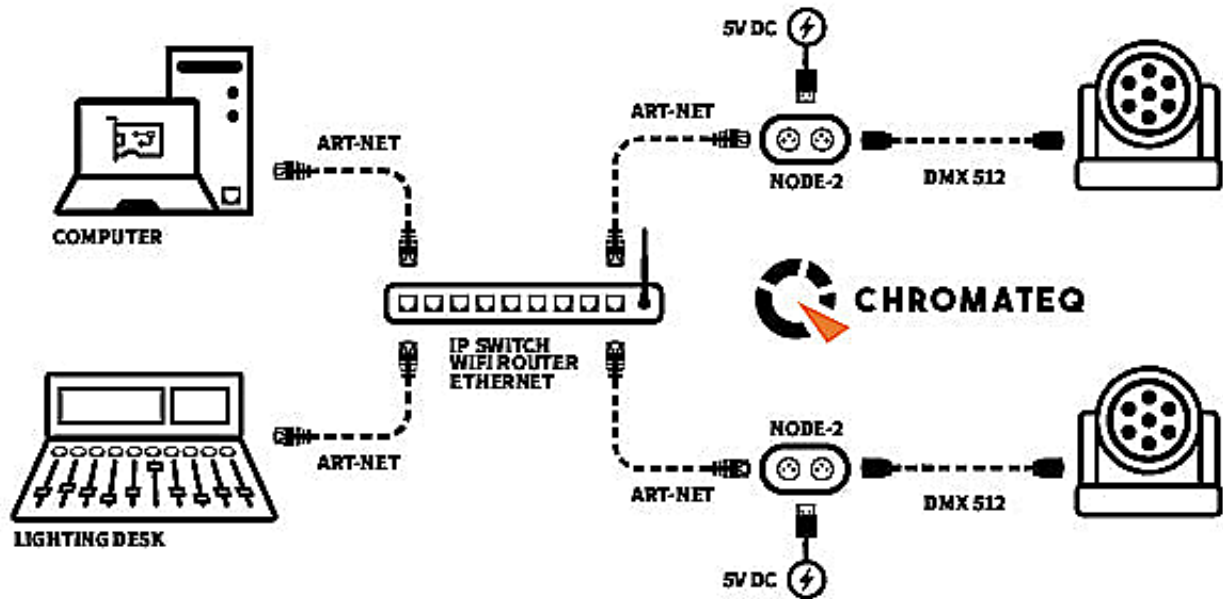 5V DC
ART-NET
ART-NET
NODE-2
DMX 512
COMPUTER
CHROMATEQ
IP SWITCH
WIFI ROUTER
ETHERNET
NODE-2
ART-NET
ART-NET
DMX 512
LIGHTING DESK
5V DC